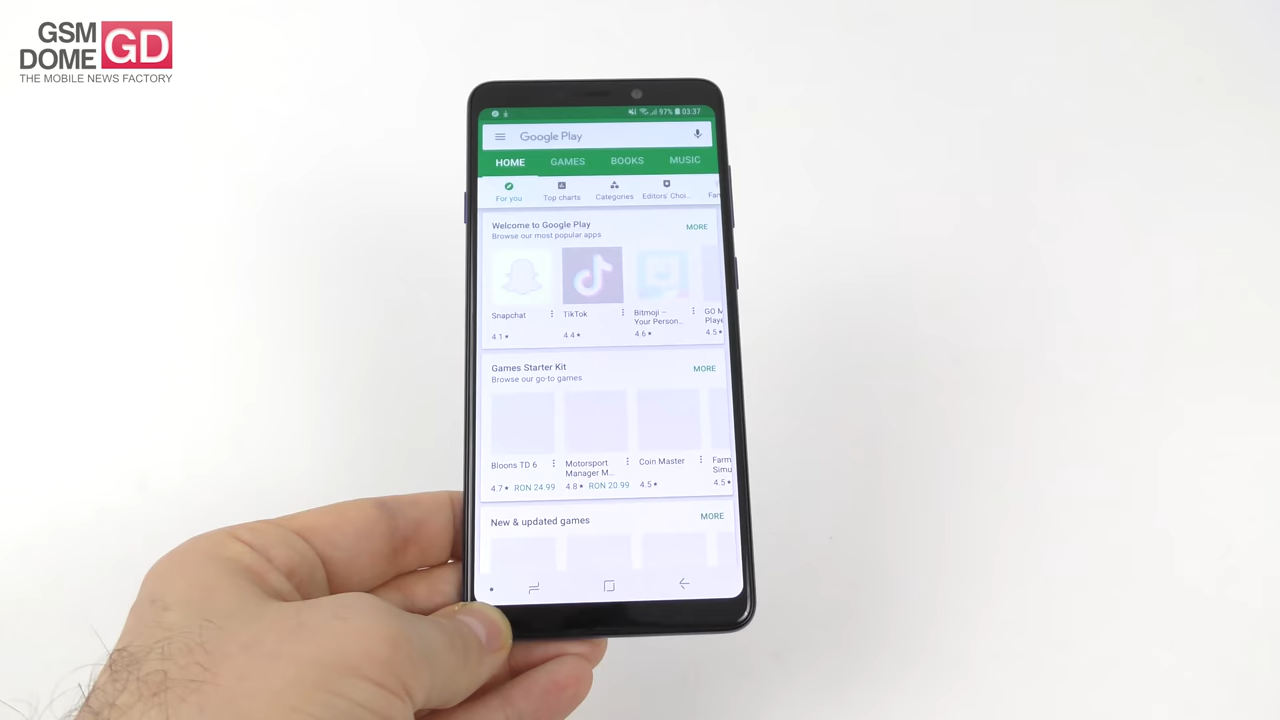 GSM
DOME GD
THE MOBILE NEWS FACTORY
97% 03:37
Google Play
HOME GAMES BOOKS MUSIC
For you Top charts Categories Editors' Choi... Fam
Welcome to Google Play
Browse our most popular apps
MORE
Snapchat TikTok Bitmoji – GO M
Your Person... Playe
4.1★ 4.4★ 4.6★ 4.5★
Games Starter Kit
Browse our go-to games
MORE
Bloons TD 6 Motorsport Coin Master Farm
Manager M... Simu
4.7★ RON 24.99 4.8★ RON 20.99 4.5★ 4.5★
New & updated games MORE